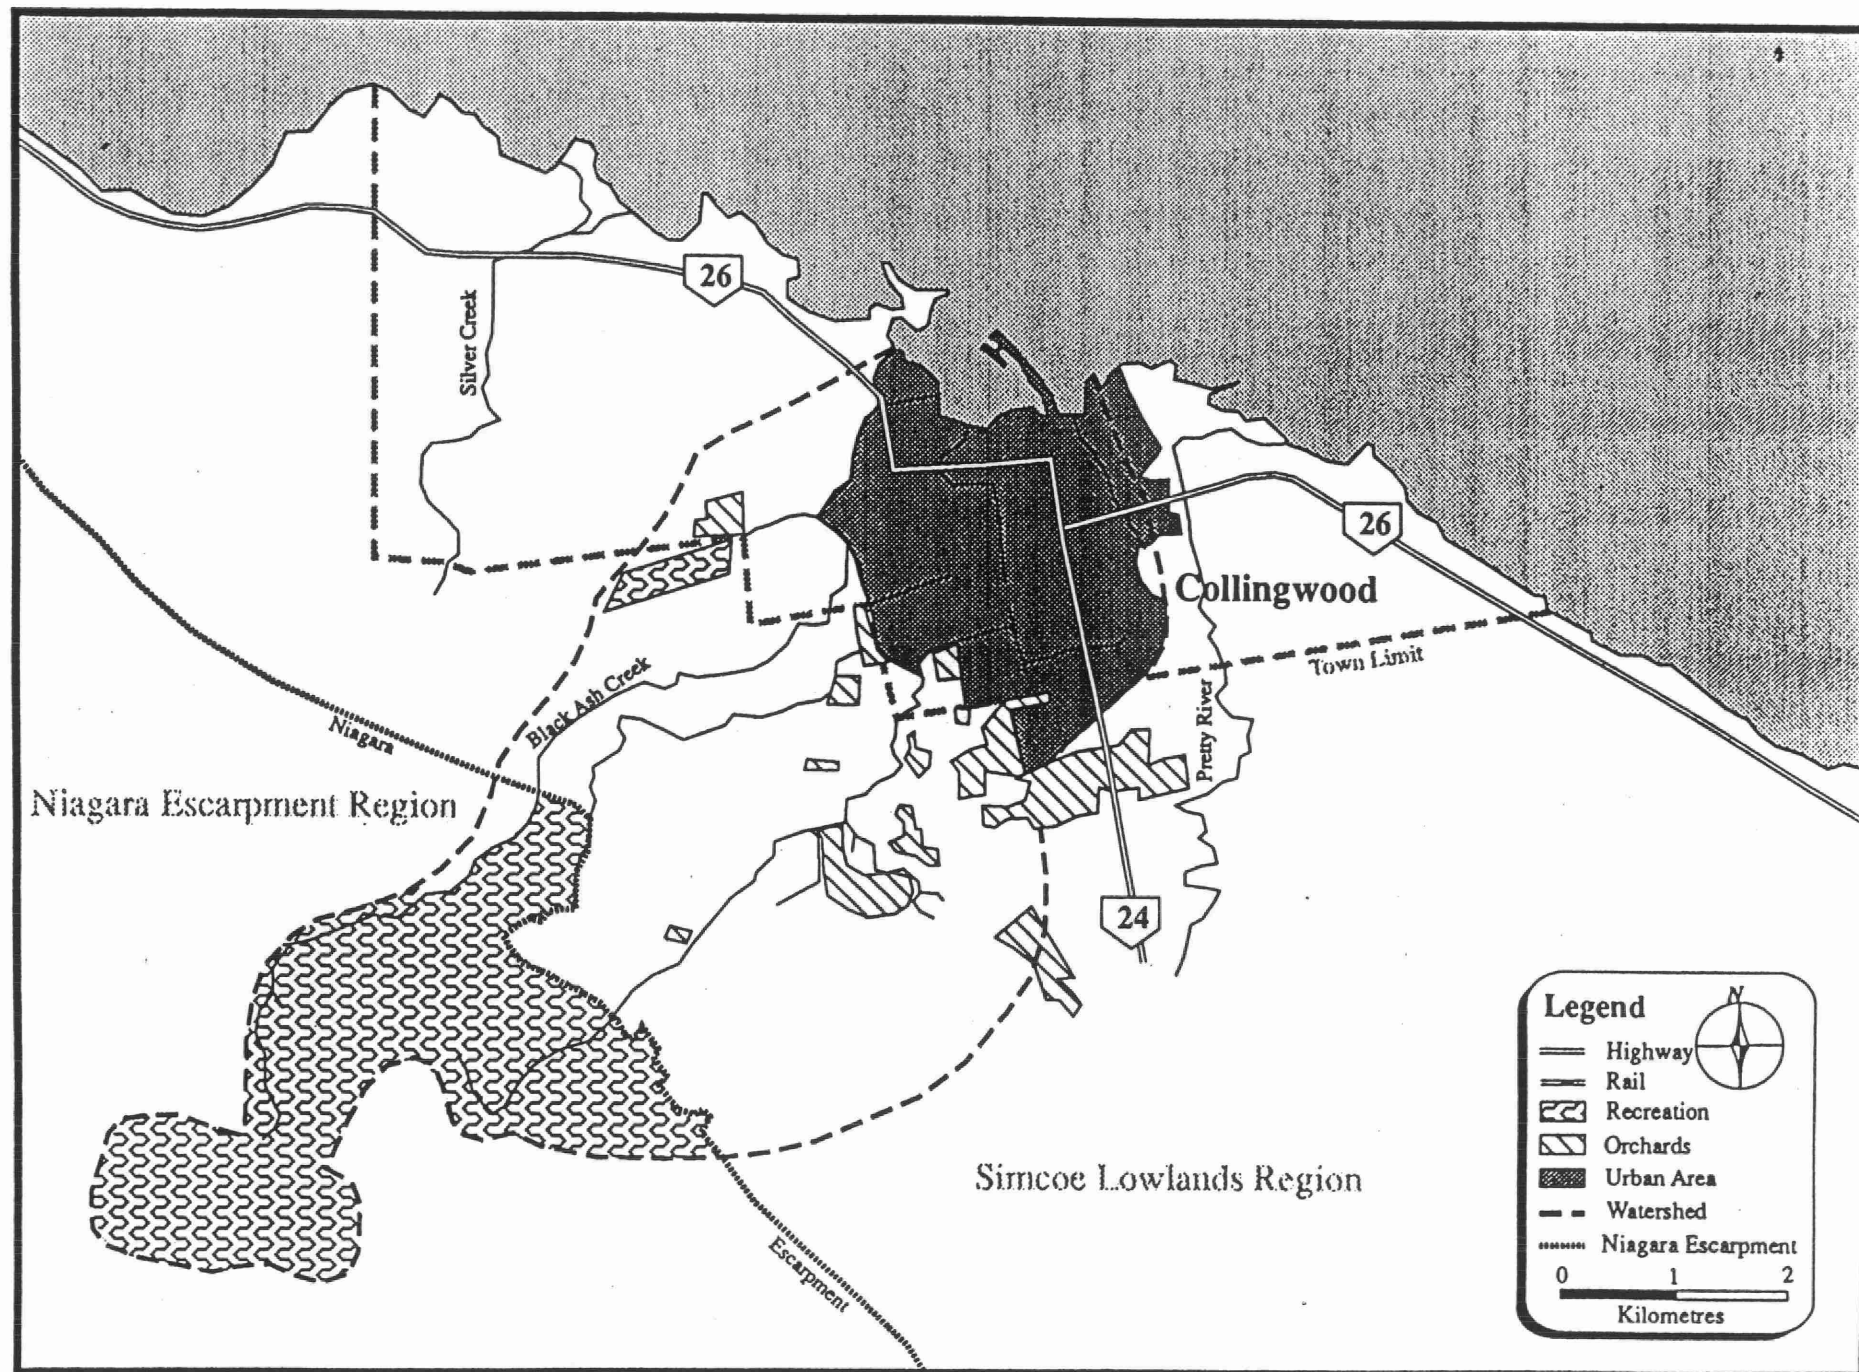 26
Silver Creek
26
Collingwood
Town Limit
Black Ash Creek
Niagara
Pretty River
Niagara Escarpment Region
24
Simcoe Lowlands Region
Escarpment
Legend
N
Highway
Rail
Recreation
Orchards
Urban Area
Watershed
Niagara Escarpment
0 1 2
Kilometres